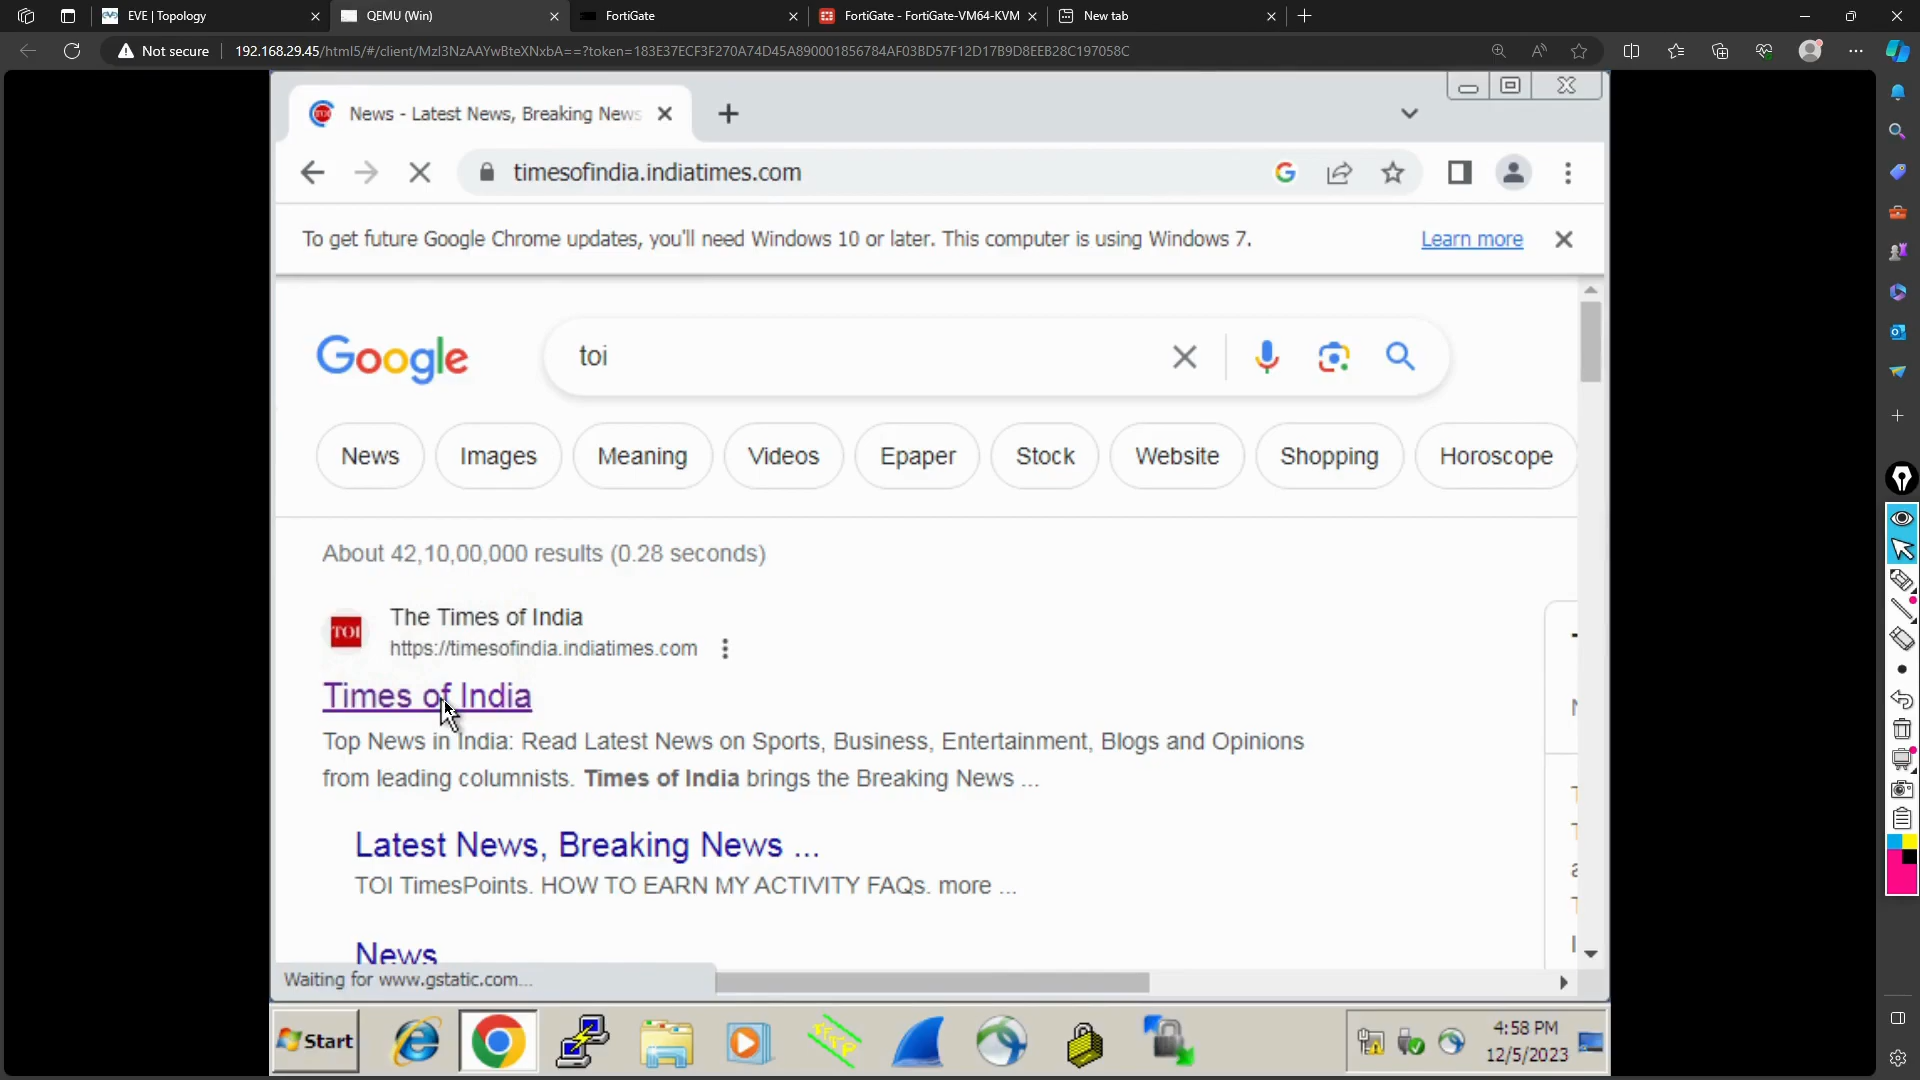 EVE | Topology
QEMU (Win)
FortiGate
FortiGate - FortiGate-VM64-KVM
New tab
Not secure
192.168.29.45/html5/#/client/MzI3NzAAYwBteXNxbA==?token=183E37ECF3F270A74D45A890001856784AF03BD57F12D17B9D8EEB28C197058C
News - Latest News, Breaking News
timesofindia.indiatimes.com
To get future Google Chrome updates, you'll need Windows 10 or later. This computer is using Windows 7.
Learn more
Google
toi
News
Images
Meaning
Videos
Epaper
Stock
Website
Shopping
Horoscope
About 42,10,00,000 results (0.28 seconds)
TOI
The Times of India
https://timesofindia.indiatimes.com
Times of India
Top News in India: Read Latest News on Sports, Business, Entertainment, Blogs and Opinions
from leading columnists. Times of India brings the Breaking News ...
Latest News, Breaking News ...
TOI TimesPoints. HOW TO EARN MY ACTIVITY FAQs. more ...
News
Waiting for www.gstatic.com...
Start
4:58 PM
12/5/2023